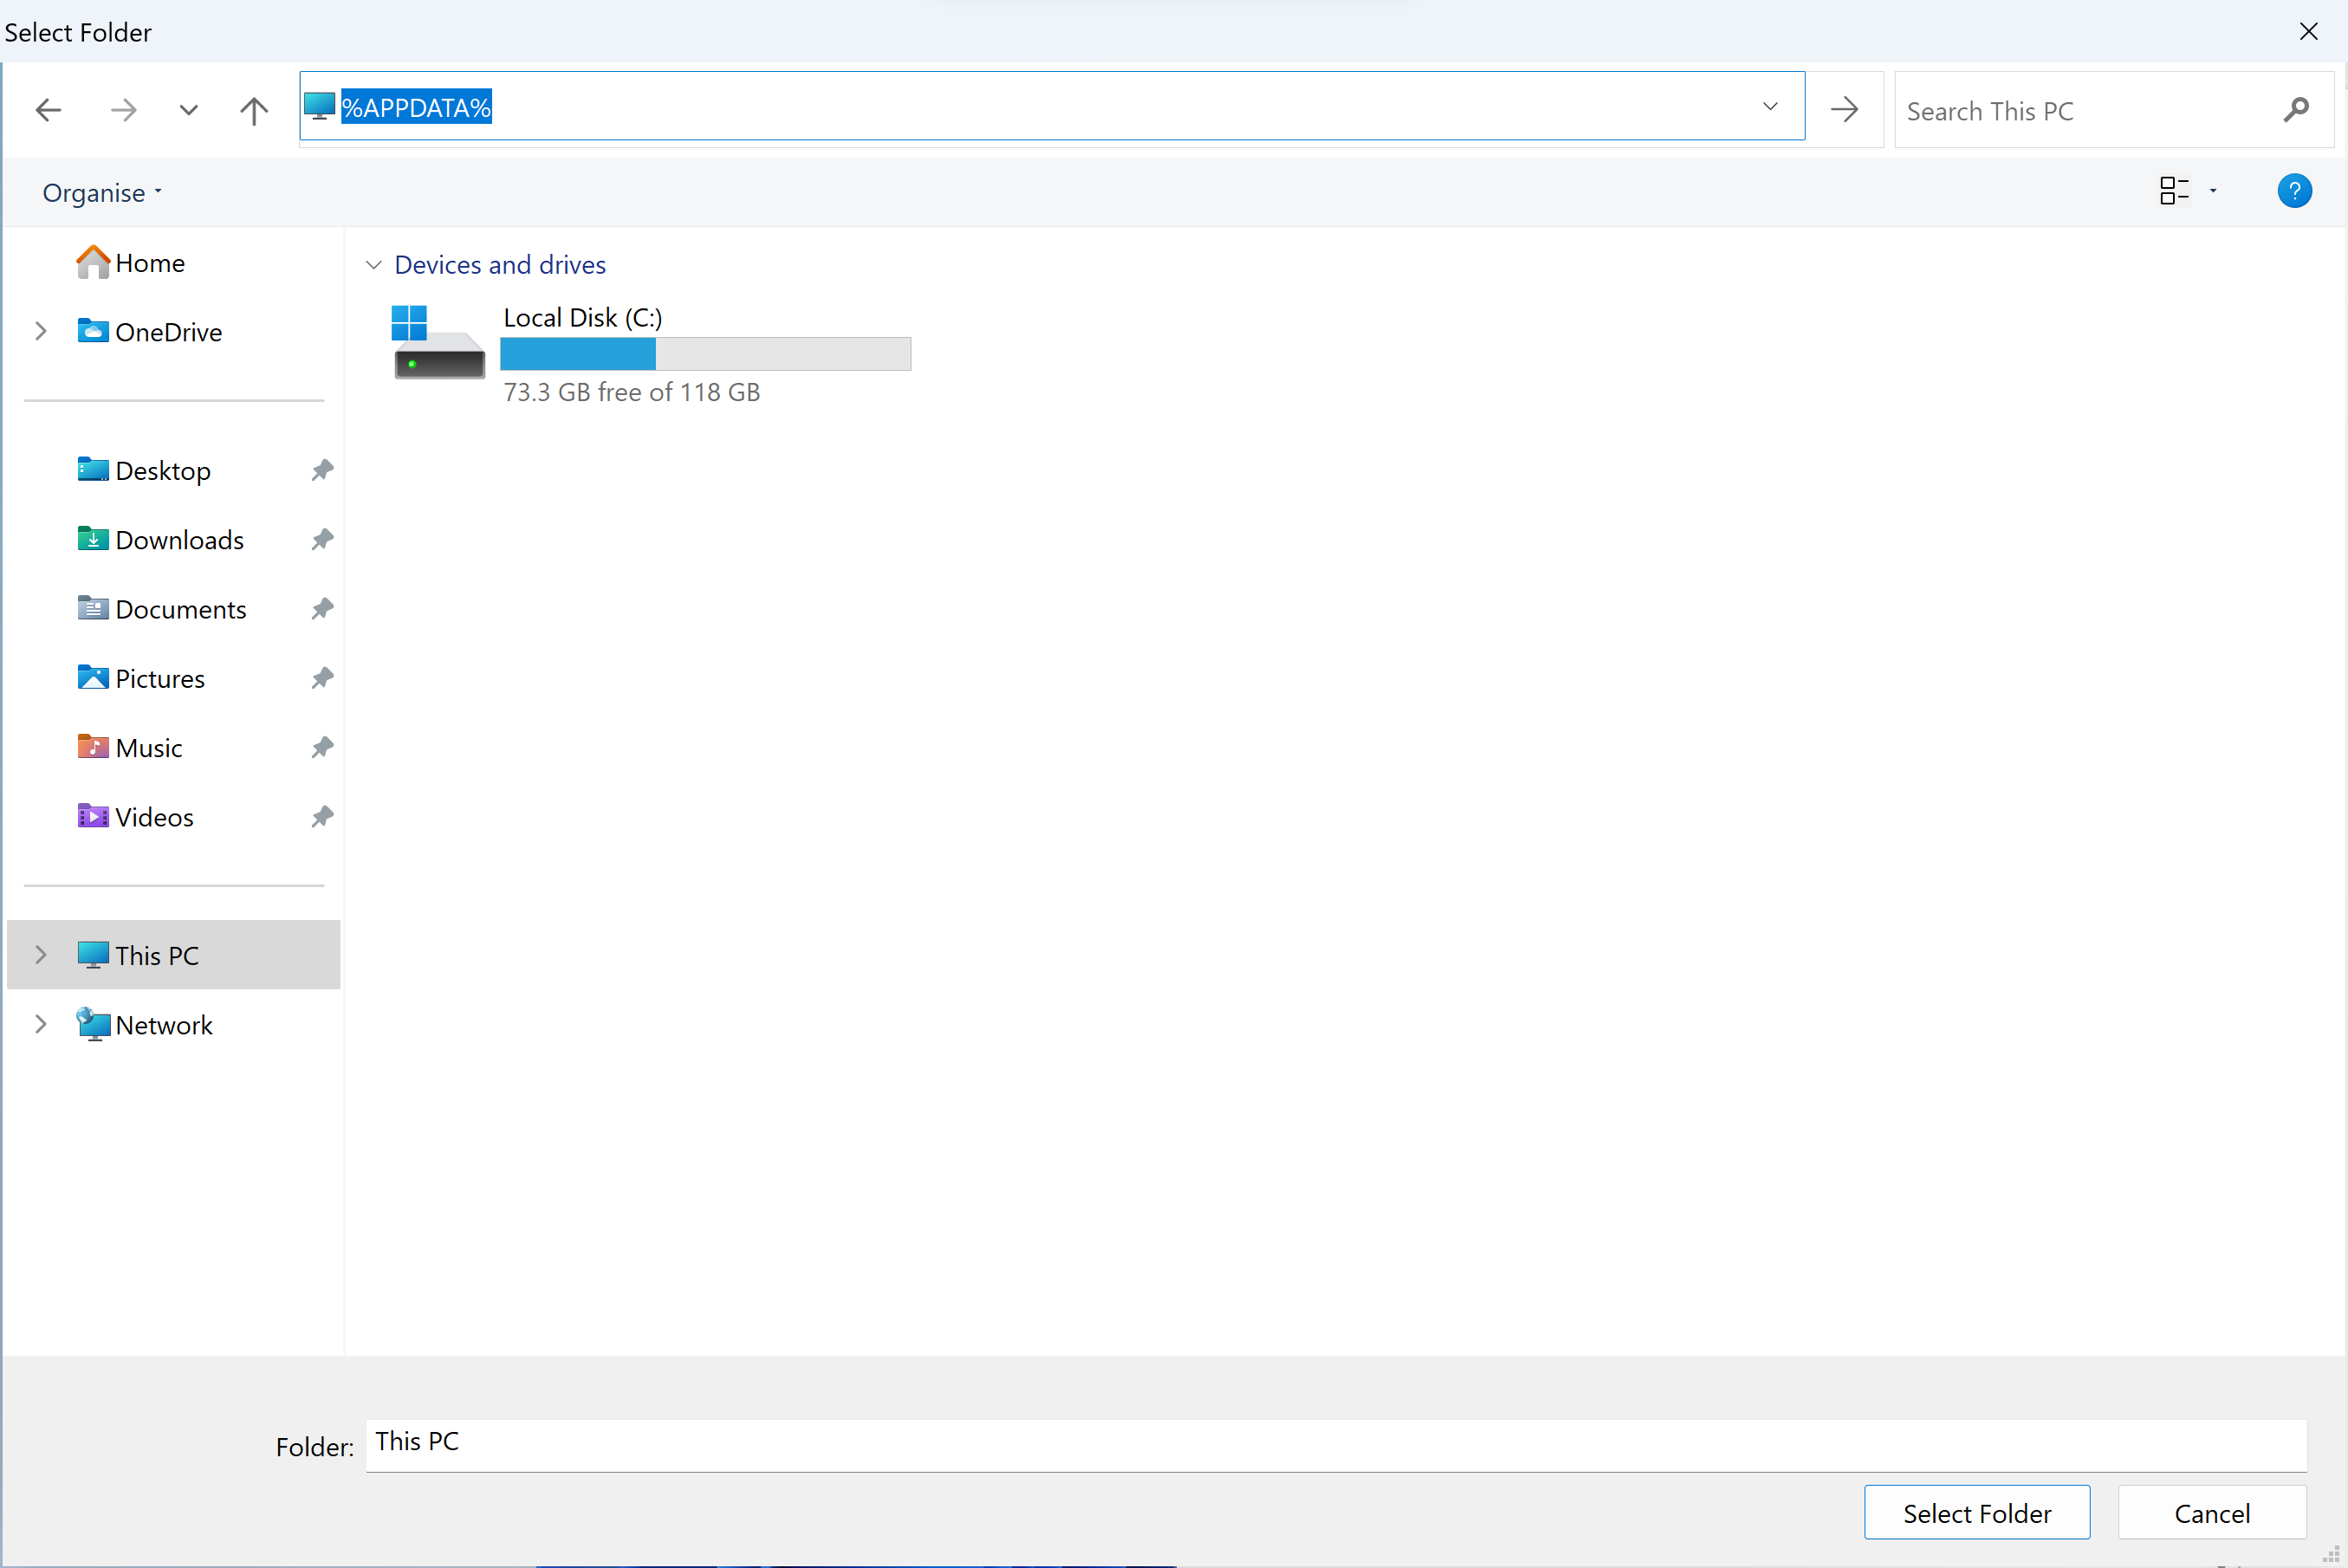 Select Folder
%APPDATA%
Search This PC
Organise
Home
OneDrive
Desktop
Downloads
Documents
Pictures
Music
Videos
This PC
Network
Devices and drives
Local Disk (C:)
73.3 GB free of 118 GB
Folder: This PC
Select Folder Cancel